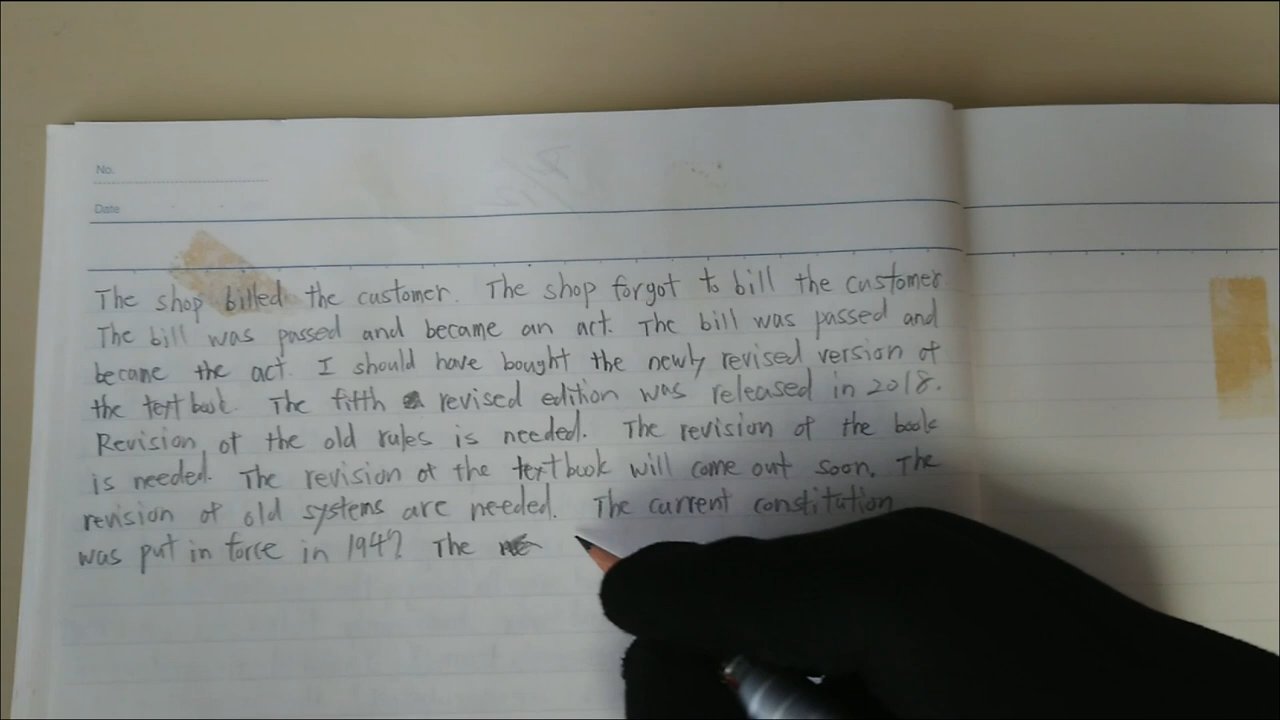 No.
Date
The shop billed the customer. The shop forgot to bill the customer
The bill was passed and became an act. The bill was passed and
became the act. I should have bought the newly revised version of
the textbook. The fifth revised edition was released in 2018.
Revision of the old rules is needed. The revision of the book
is needed. The revision of the textbook will come out soon. The
revision of old systems are needed. The current constitution
was put in force in 1947 The